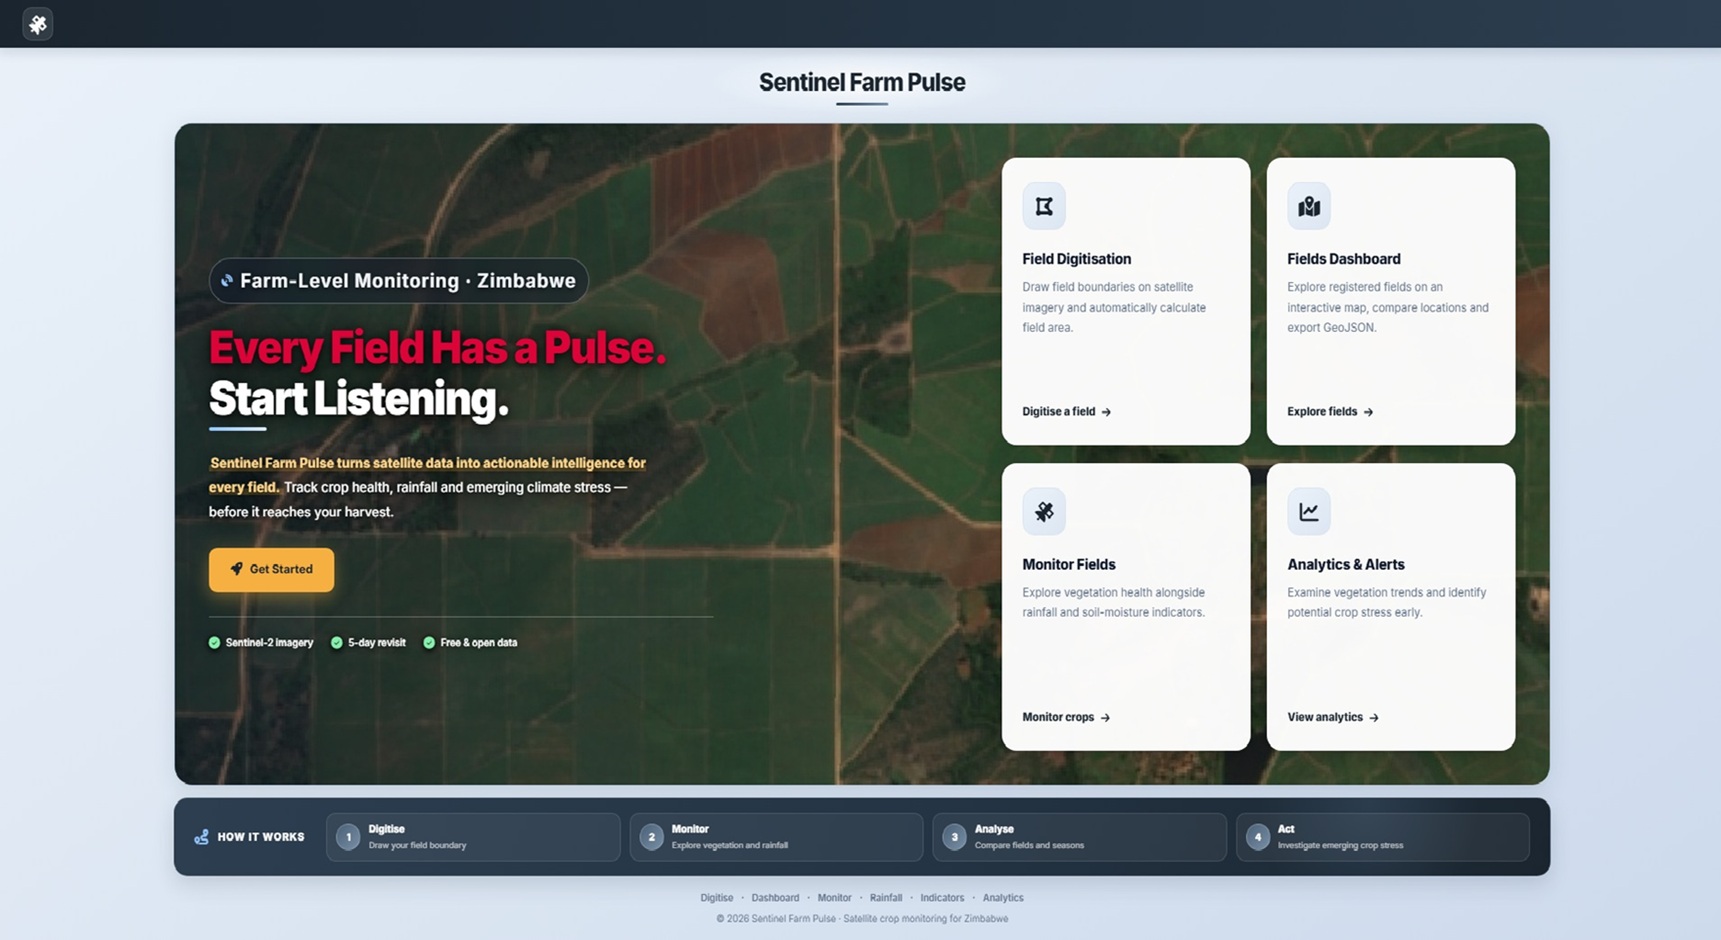 Sentinel Farm Pulse
Farm-Level Monitoring · Zimbabwe
Every Field Has a Pulse.
Start Listening.
Sentinel Farm Pulse turns satellite data into actionable intelligence for
every field. Track crop health, rainfall and emerging climate stress —
before it reaches your harvest.
Get Started
Sentinel-2 imagery
5-day revisit
Free & open data
Field Digitisation
Draw field boundaries on satellite
imagery and automatically calculate
field area.
Digitise a field →
Fields Dashboard
Explore registered fields on an
interactive map, compare locations and
export GeoJSON.
Explore fields →
Monitor Fields
Explore vegetation health alongside
rainfall and soil-moisture indicators.
Monitor crops →
Analytics & Alerts
Examine vegetation trends and identify
potential crop stress early.
View analytics →
HOW IT WORKS
1
Digitise
Draw your field boundary
2
Monitor
Explore vegetation and rainfall
3
Analyse
Compare fields and seasons
4
Act
Investigate emerging crop stress
Digitise · Dashboard · Monitor · Rainfall · Indicators · Analytics
© 2026 Sentinel Farm Pulse · Satellite crop monitoring for Zimbabwe